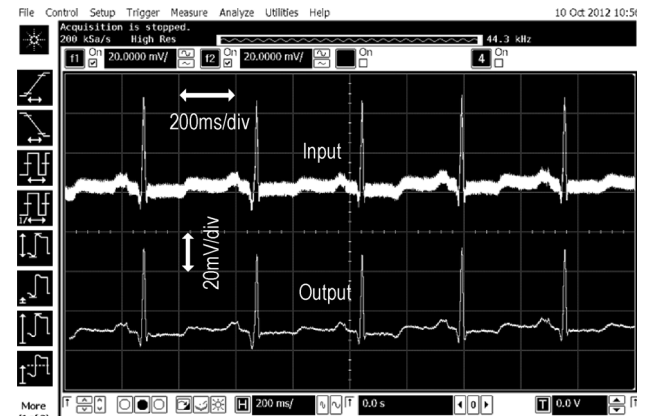 File Control Setup Trigger Measure Analyze Utilities Help 10 Oct 2012 10:56
Acquisition is stopped.
200 kSa/s High Res 44.3 kHz
f1 On 20.0000 mV/ f2 On 20.0000 mV/ On 4 On
200ms/div
Input
20mV/div
Output
More
H 200 ms/ 0.0 s 0 T 0.0 V